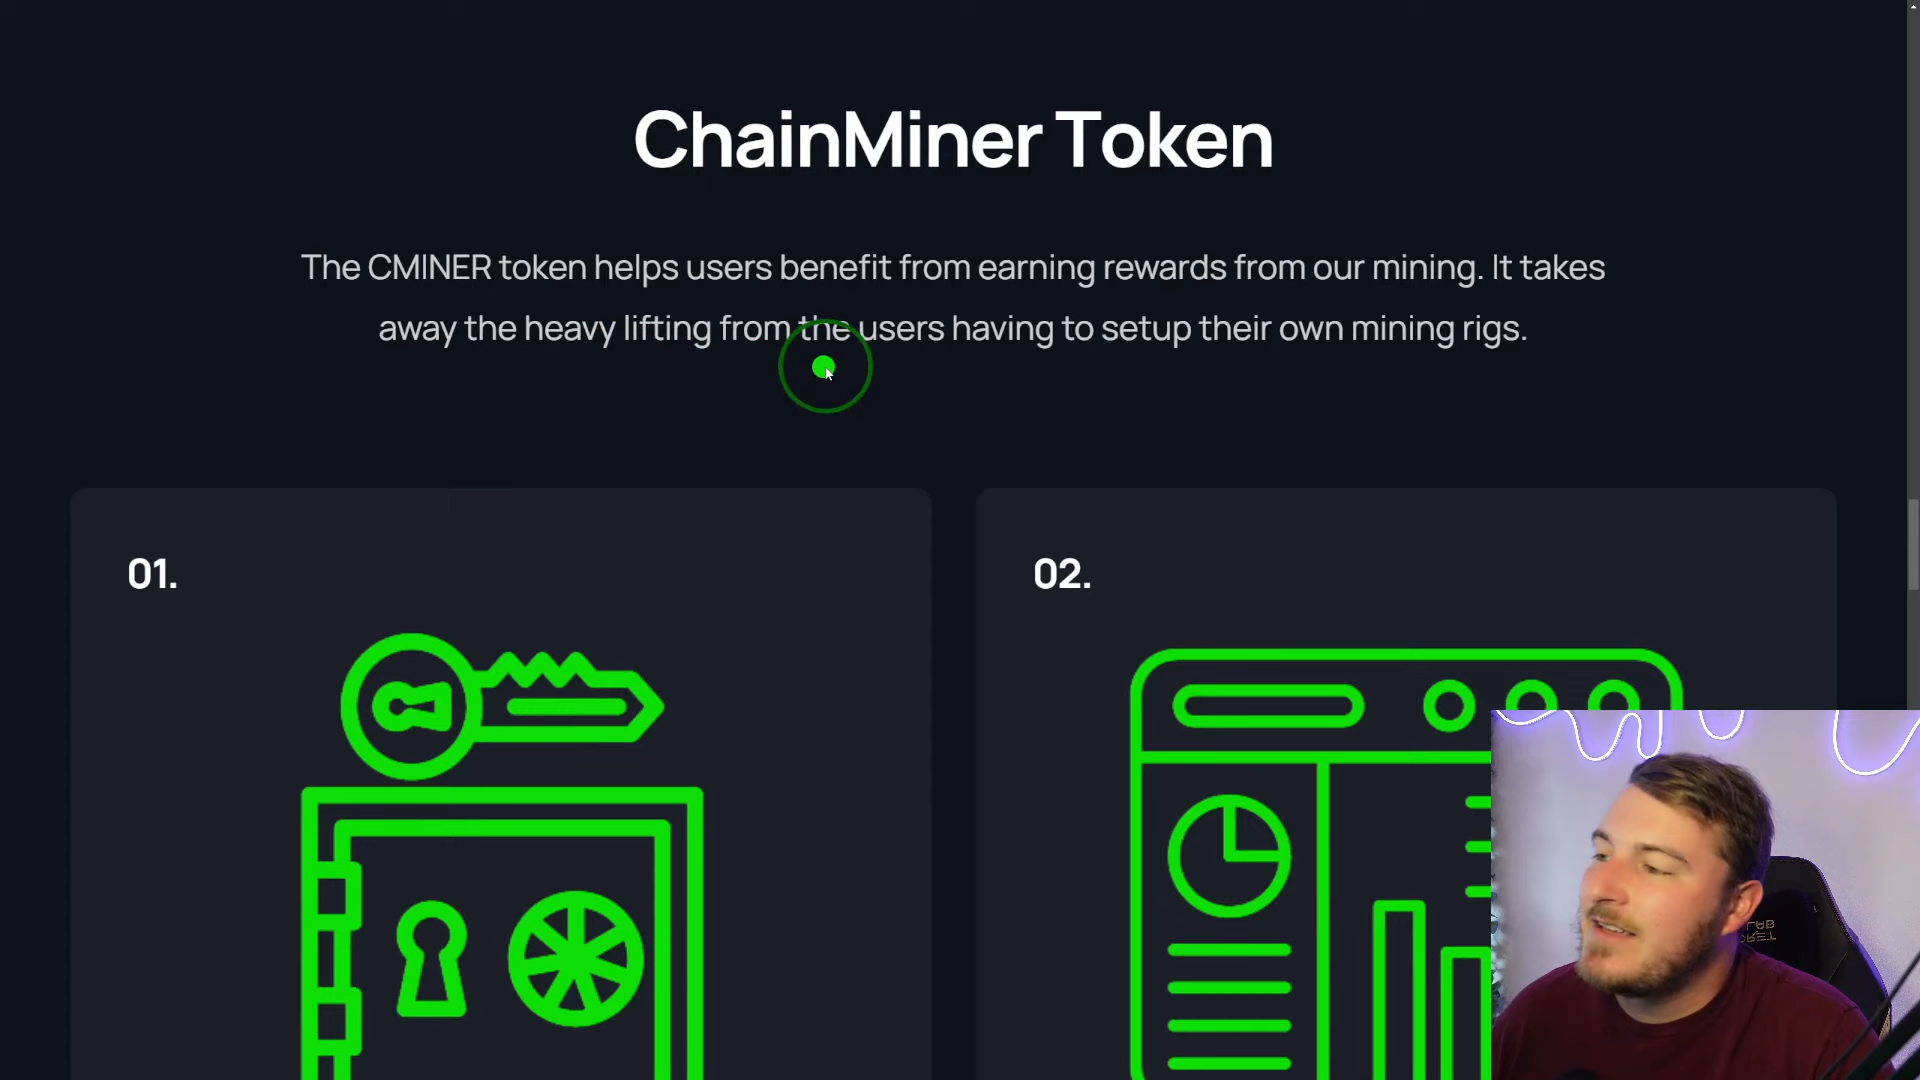 ChainMiner Token
The CMINER token helps users benefit from earning rewards from our mining. It takes
away the heavy lifting from the users having to setup their own mining rigs.
01.
02.